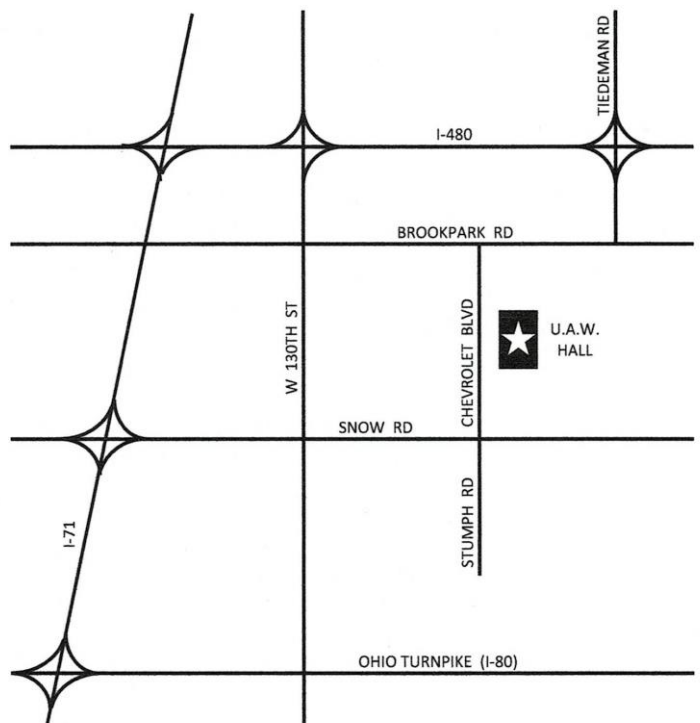 TIEDEMAN RD
I-480
BROOKPARK RD
W 130TH ST
CHEVROLET BLVD
U.A.W.
HALL
SNOW RD
STUMPH RD
I-71
OHIO TURNPIKE (I-80)